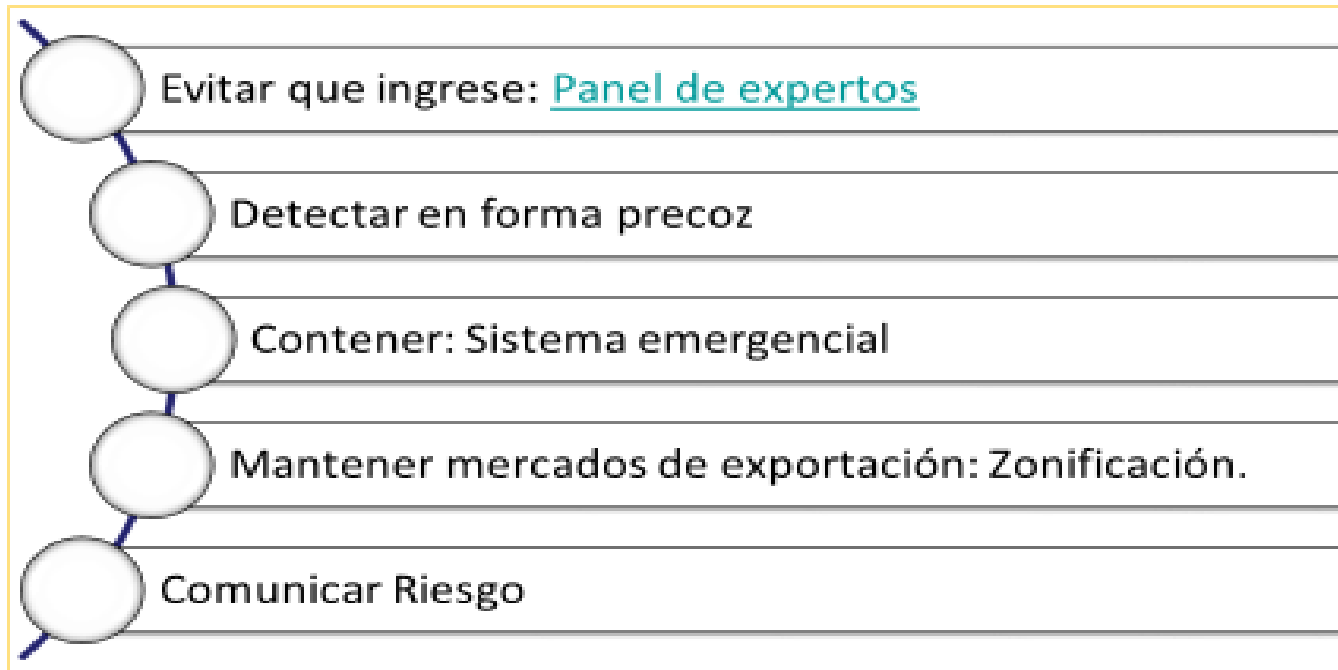 Evitar que ingrese: Panel de expertos
Detectar en forma precoz
Contener: Sistema emergencial
Mantener mercados de exportación: Zonificación.
Comunicar Riesgo